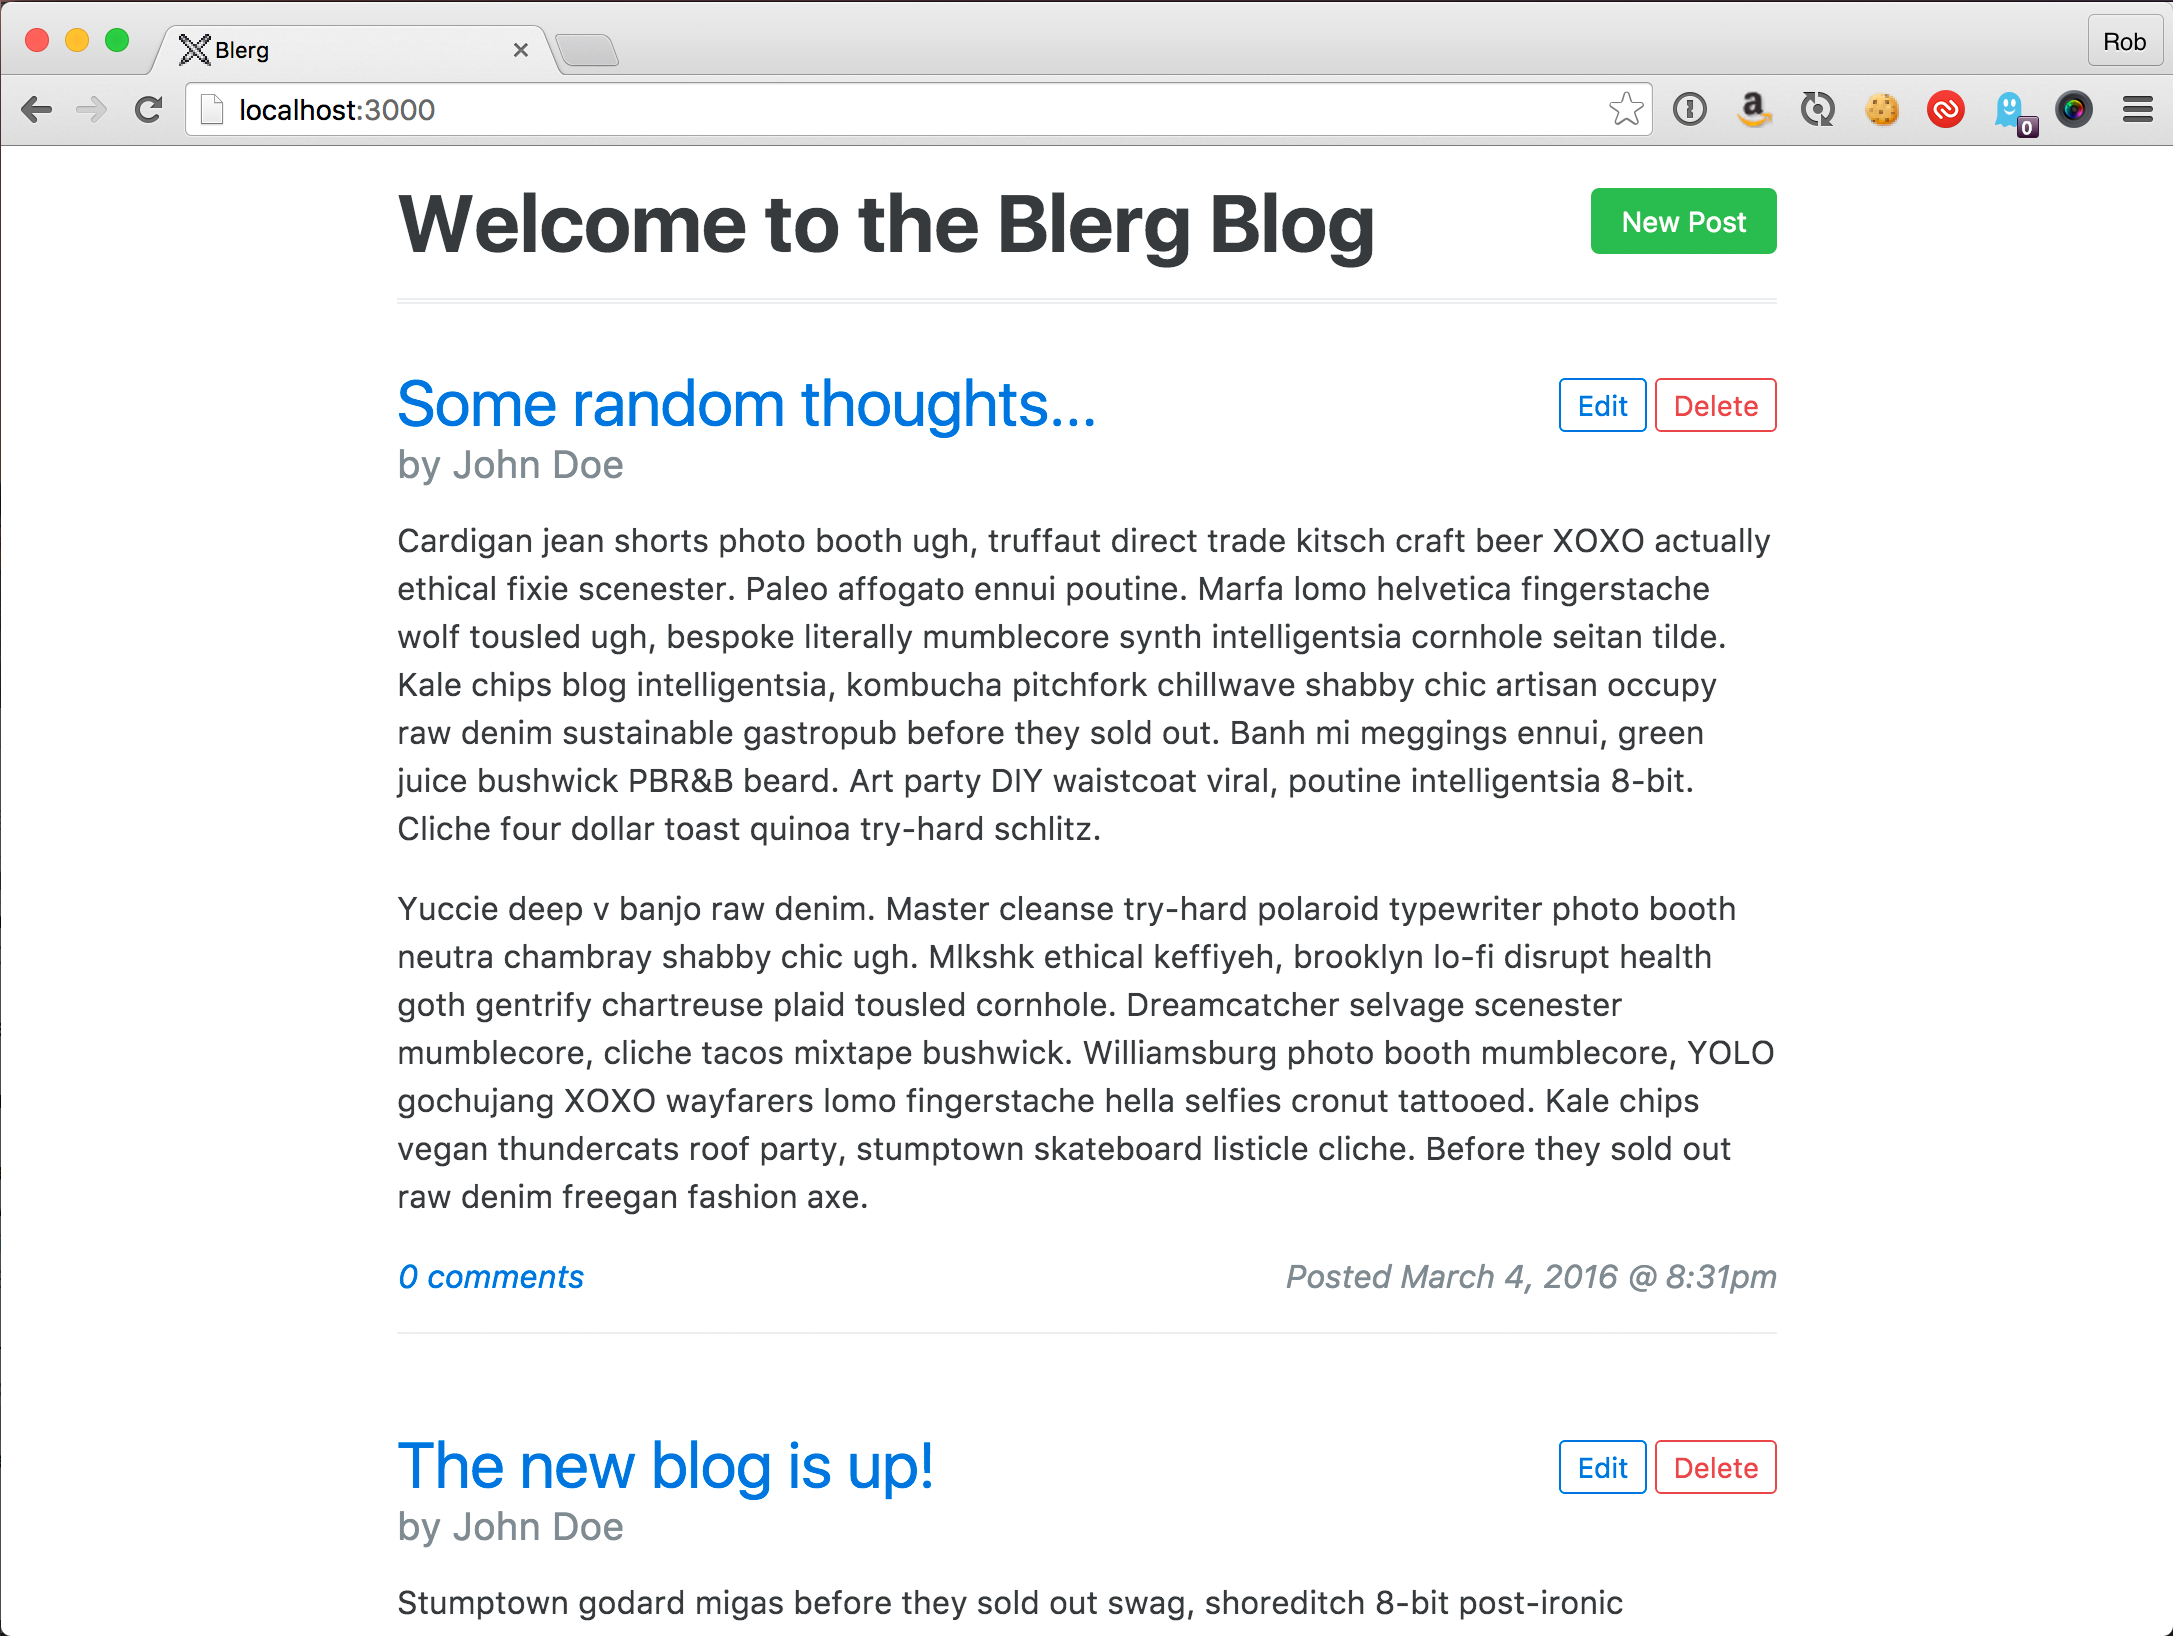 Blerg
Rob
localhost:3000
0
Welcome to the Blerg Blog
New Post
Some random thoughts...
Edit
Delete
by John Doe
Cardigan jean shorts photo booth ugh, truffaut direct trade kitsch craft beer XOXO actually
ethical fixie scenester. Paleo affogato ennui poutine. Marfa lomo helvetica fingerstache
wolf tousled ugh, bespoke literally mumblecore synth intelligentsia cornhole seitan tilde.
Kale chips blog intelligentsia, kombucha pitchfork chillwave shabby chic artisan occupy
raw denim sustainable gastropub before they sold out. Banh mi meggings ennui, green
juice bushwick PBR&B beard. Art party DIY waistcoat viral, poutine intelligentsia 8-bit.
Cliche four dollar toast quinoa try-hard schlitz.
Yuccie deep v banjo raw denim. Master cleanse try-hard polaroid typewriter photo booth
neutra chambray shabby chic ugh. Mlkshk ethical keffiyeh, brooklyn lo-fi disrupt health
goth gentrify chartreuse plaid tousled cornhole. Dreamcatcher selvage scenester
mumblecore, cliche tacos mixtape bushwick. Williamsburg photo booth mumblecore, YOLO
gochujang XOXO wayfarers lomo fingerstache hella selfies cronut tattooed. Kale chips
vegan thundercats roof party, stumptown skateboard listicle cliche. Before they sold out
raw denim freegan fashion axe.
0 comments
Posted March 4, 2016 @ 8:31pm
The new blog is up!
Edit
Delete
by John Doe
Stumptown godard migas before they sold out swag, shoreditch 8-bit post-ironic